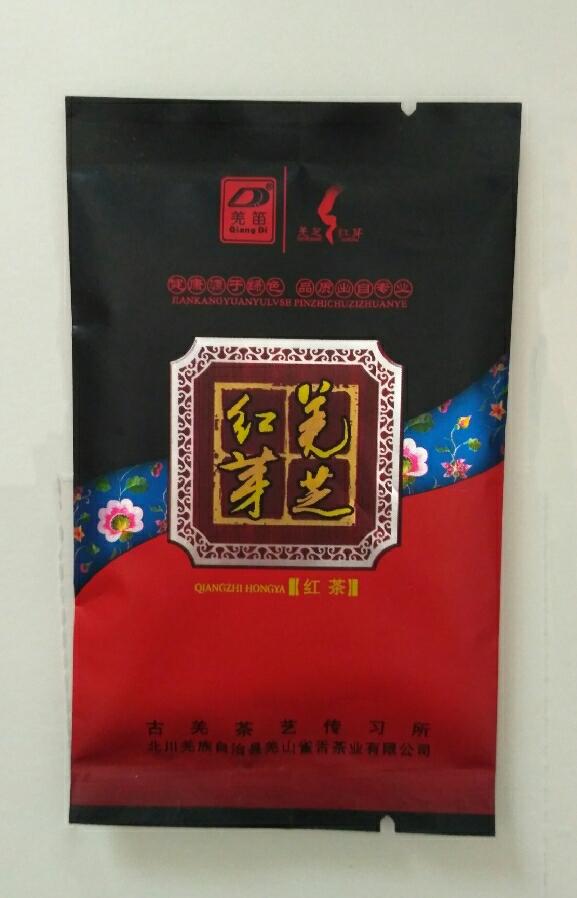 羌笛®
Qiang Di
羌芝红芽
健康源于绿色 品质出自专业
JIANKANGYUANYULVSE PINZHICHUZIZHUANYE
羌芝
红芽
QIANGZHI HONGYA【红茶】
古羌茶艺传习所
北川羌族自治县羌山雀舌茶业有限公司